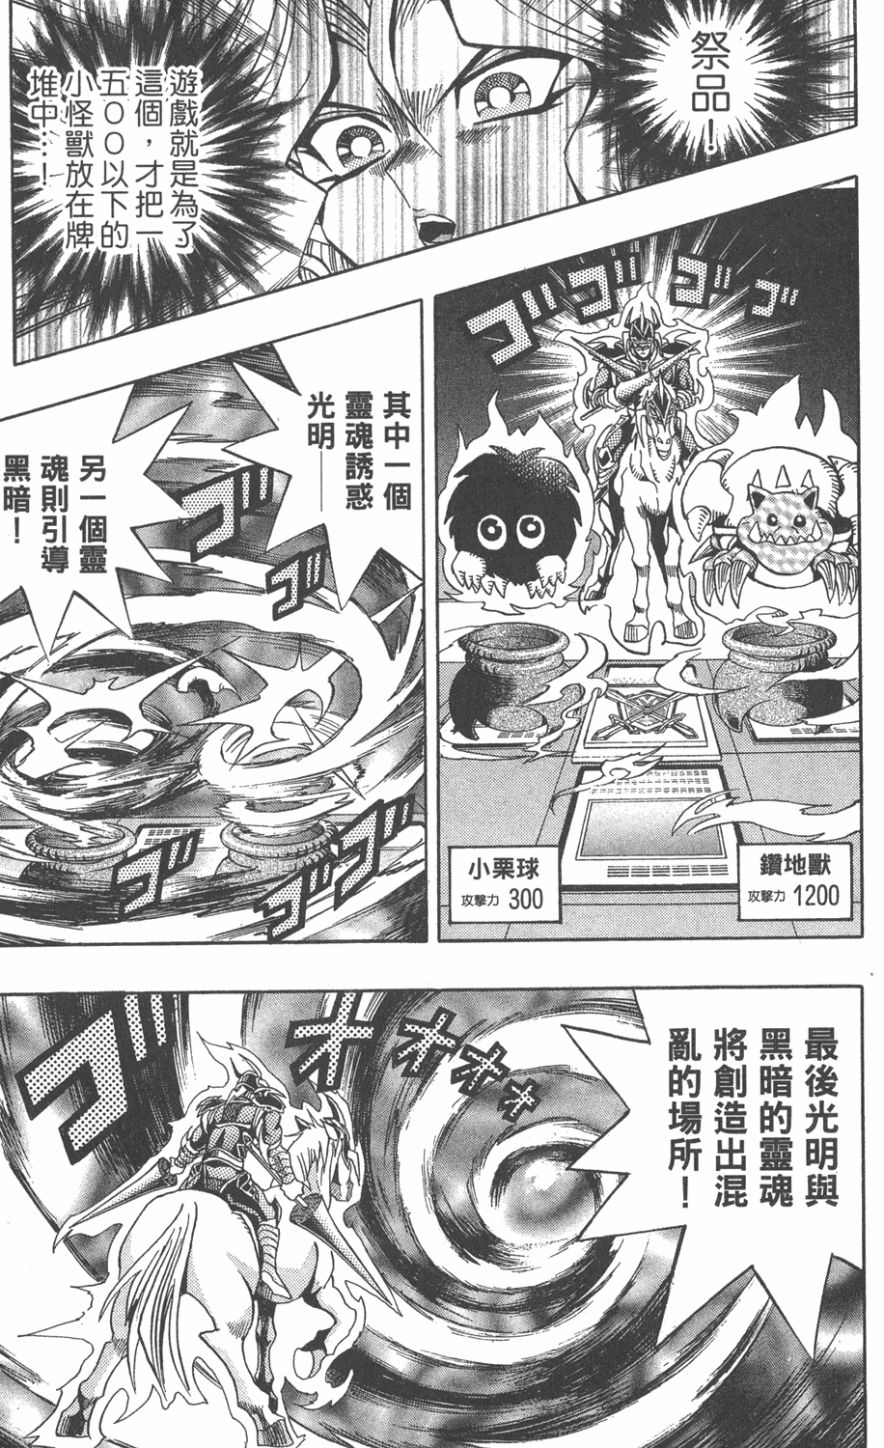 祭品！
遊戲就是為了
這個，才把一
五００以下的
小怪獸放在牌
堆中…！
ゴゴゴゴ
小栗球
攻擊力 300
鑽地獸
攻擊力 1200
其中一個
靈魂誘惑
光明——
另一個靈
魂則引導
黑暗！
ゴゴゴゴゴ
最後光明與
黑暗的靈魂
將創造出混
亂的場所！
ゴオオオオ